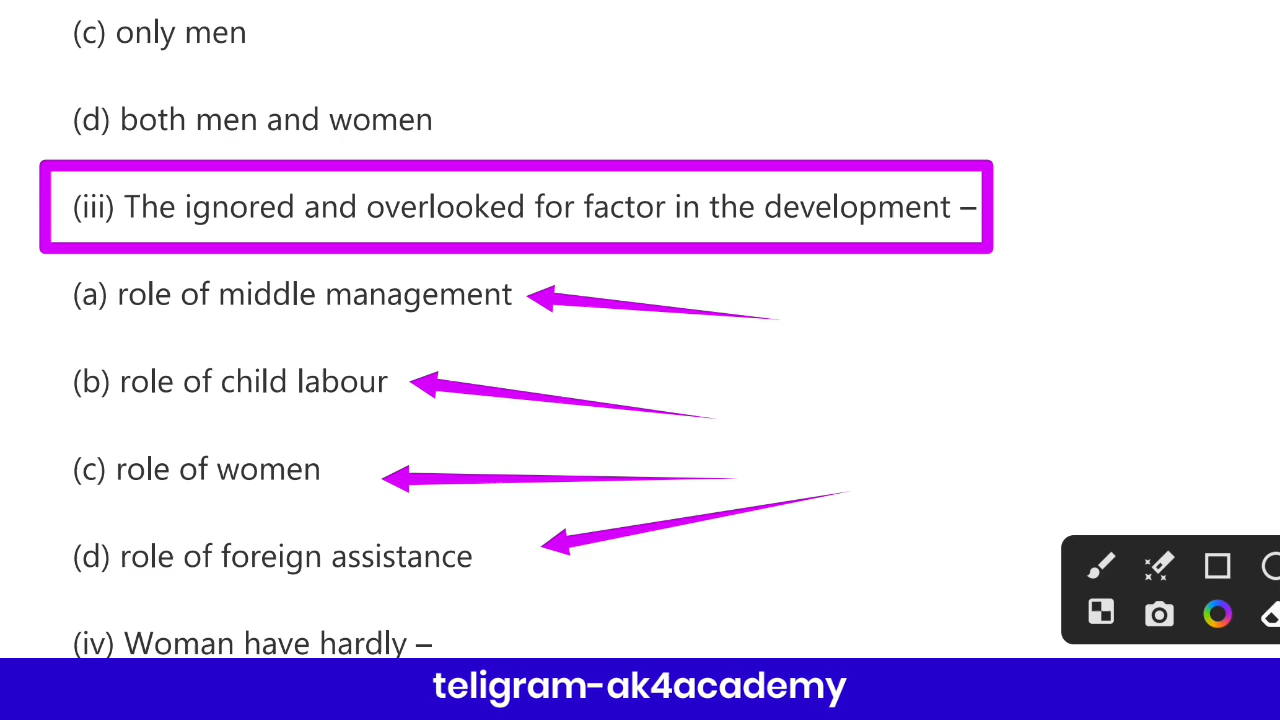 (c) only men
(d) both men and women
(iii) The ignored and overlooked for factor in the development –
(a) role of middle management
(b) role of child labour
(c) role of women
(d) role of foreign assistance
(iv) Woman have hardly –
teligram-ak4academy